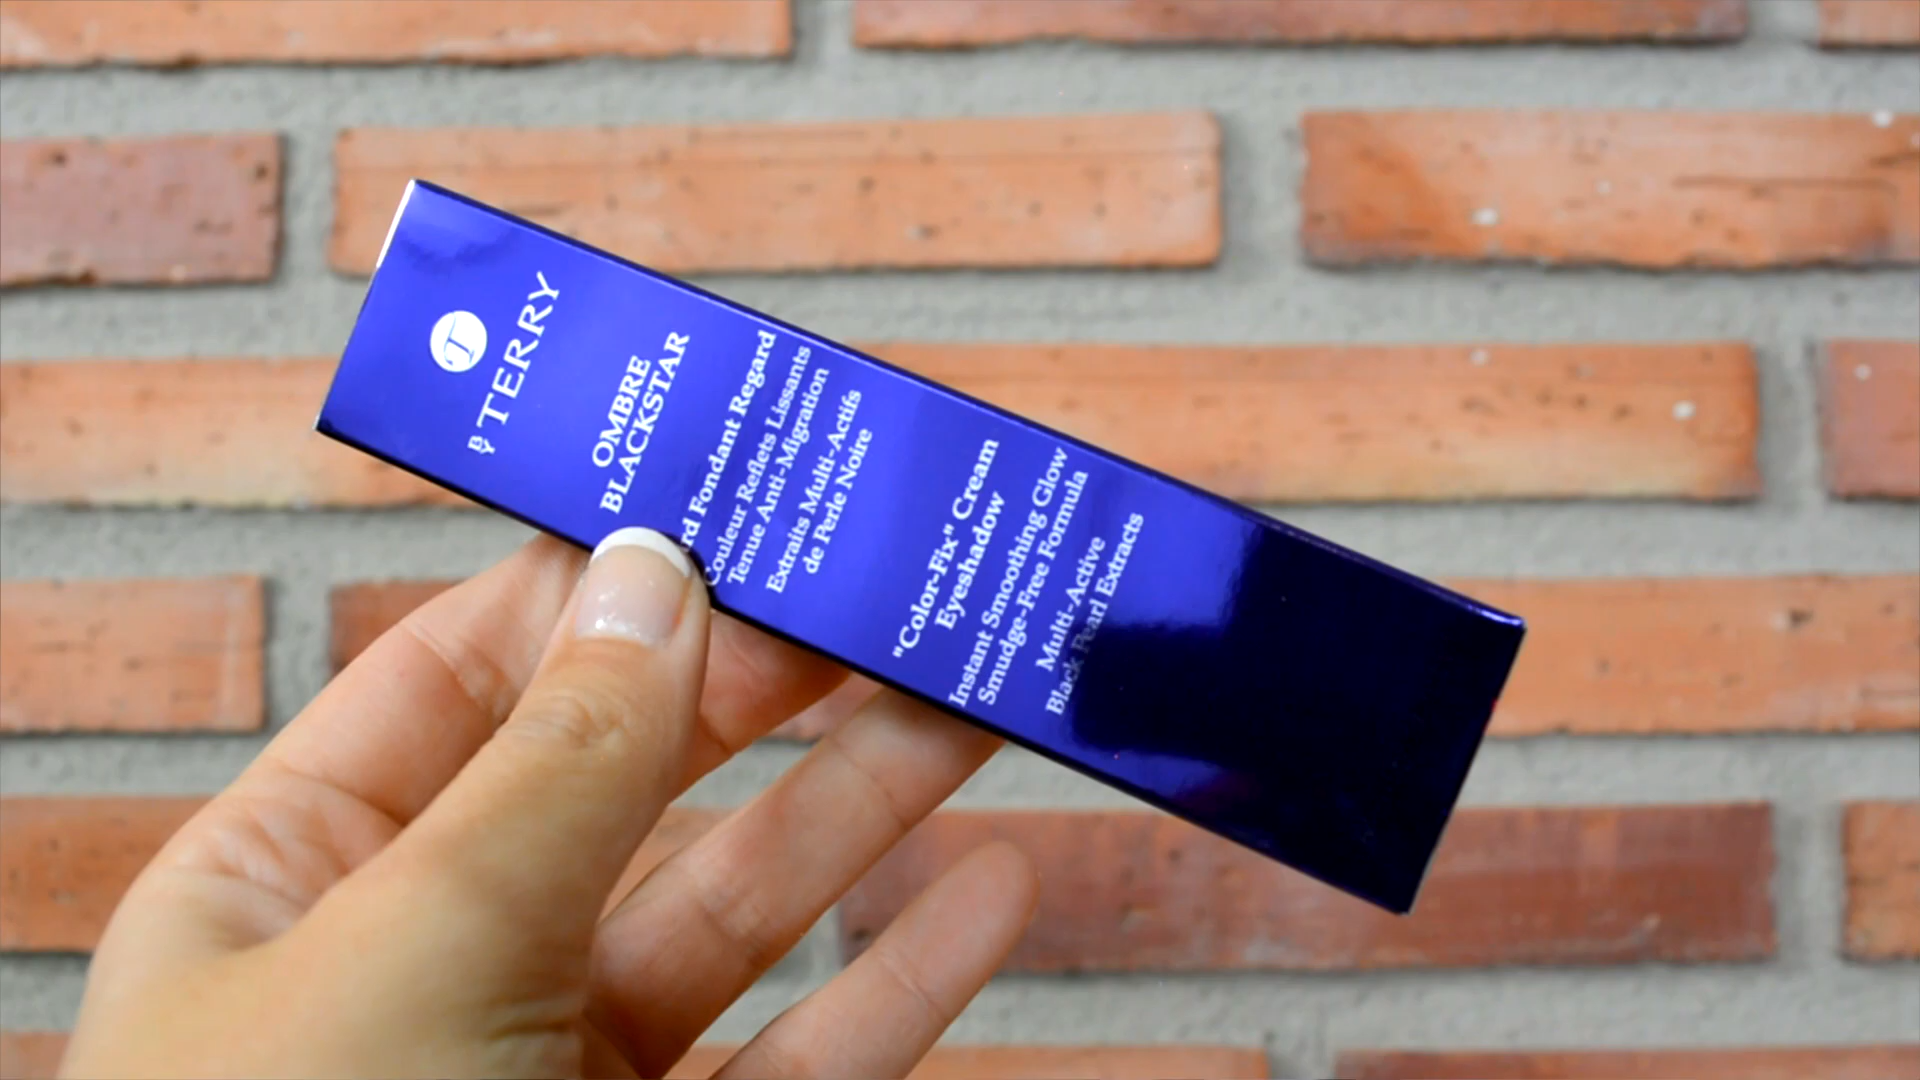 T
BY TERRY
OMBRE
BLACKSTAR
Fondant Regard
Couleur Reflets Lissants
Tenue Anti-Migration
Extraits Multi-Actifs
de Perle Noire
"Color-Fix" Cream
Eyeshadow
Instant Smoothing Glow
Smudge-Free Formula
Multi-Active
Black Pearl Extracts